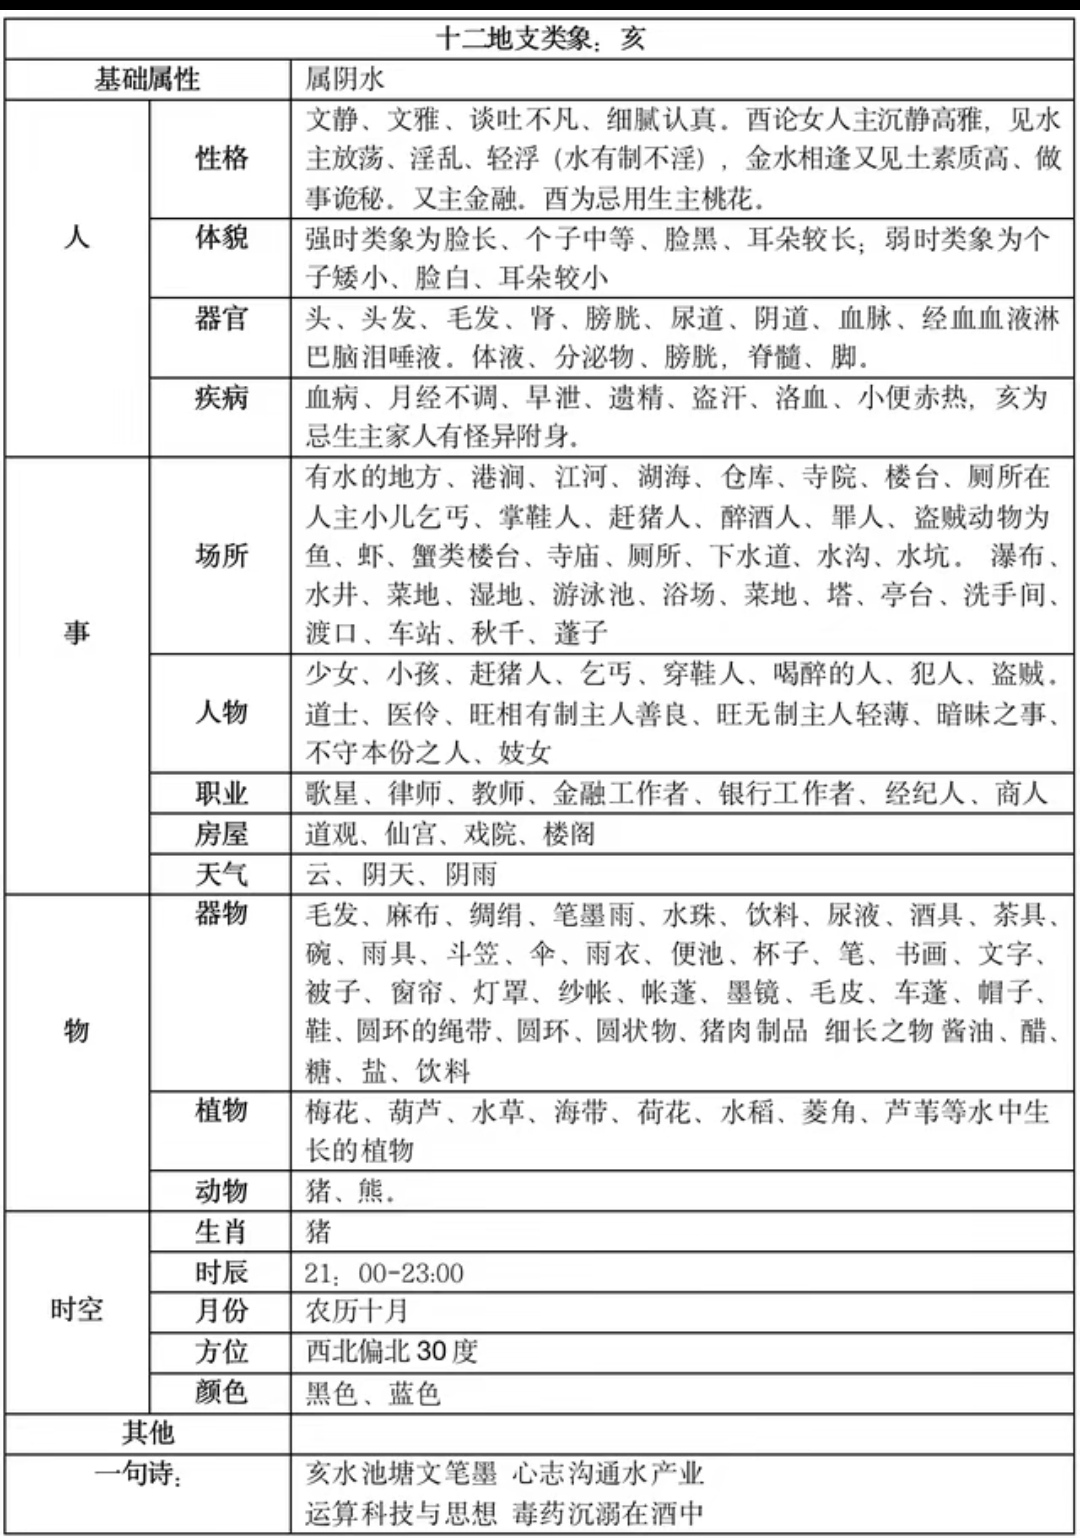 十二地支类象：亥
基础属性
属阴水
人
性格
文静、文雅、谈吐不凡、细腻认真。酉论女人主沉静高雅，见水
主放荡、淫乱、轻浮（水有制不淫），金水相逢又见土素质高、做
事诡秘。又主金融。酉为忌用生主桃花。
体貌
强时类象为脸长、个子中等、脸黑、耳朵较长；弱时类象为个
子矮小、脸白、耳朵较小
器官
头、头发、毛发、肾、膀胱、尿道、阴道、血脉、经血血液淋
巴脑泪唾液。体液、分泌物、膀胱，脊髓、脚。
疾病
血病、月经不调、早泄、遗精、盗汗、洛血、小便赤热，亥为
忌生主家人有怪异附身。
事
场所
有水的地方、港涧、江河、湖海、仓库、寺院、楼台、厕所在
人主小儿乞丐、掌鞋人、赶猪人、醉酒人、罪人、盗贼动物为
鱼、虾、蟹类楼台、寺庙、厕所、下水道、水沟、水坑。 瀑布、
水井、菜地、湿地、游泳池、浴场、菜地、塔、亭台、洗手间、
渡口、车站、秋千、蓬子
人物
少女、小孩、赶猪人、乞丐、穿鞋人、喝醉的人、犯人、盗贼。
道士、医伶、旺相有制主人善良、旺无制主人轻薄、暗昧之事、
不守本份之人、妓女
职业
歌星、律师、教师、金融工作者、银行工作者、经纪人、商人
房屋
道观、仙宫、戏院、楼阁
天气
云、阴天、阴雨
物
器物
毛发、麻布、绸绢、笔墨雨、水珠、饮料、尿液、酒具、茶具、
碗、雨具、斗笠、伞、雨衣、便池、杯子、笔、书画、文字、
被子、窗帘、灯罩、纱帐、帐蓬、墨镜、毛皮、车蓬、帽子、
鞋、圆环的绳带、圆环、圆状物、猪肉制品 细长之物 酱油、醋、
糖、盐、饮料
植物
梅花、葫芦、水草、海带、荷花、水稻、菱角、芦苇等水中生
长的植物
动物
猪、熊。
时空
生肖
猪
时辰
21：00-23:00
月份
农历十月
方位
西北偏北 30 度
颜色
黑色、蓝色
其他
一句诗：
亥水池塘文笔墨 心志沟通水产业
运算科技与思想 毒药沉溺在酒中